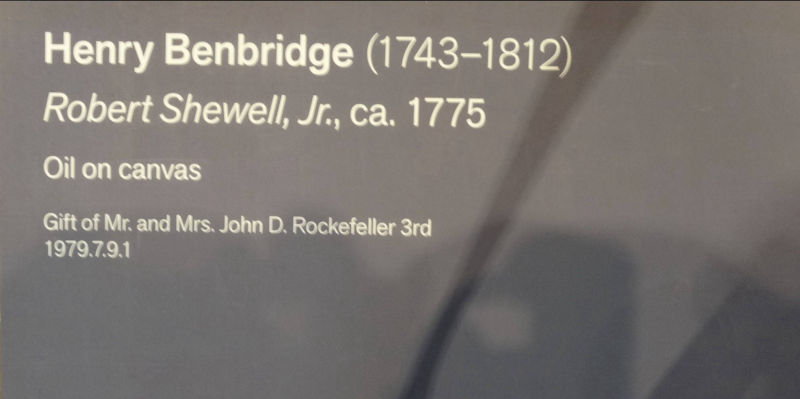 Henry Benbridge (1743–1812)
Robert Shewell, Jr., ca. 1775
Oil on canvas
Gift of Mr. and Mrs. John D. Rockefeller 3rd
1979.7.9.1